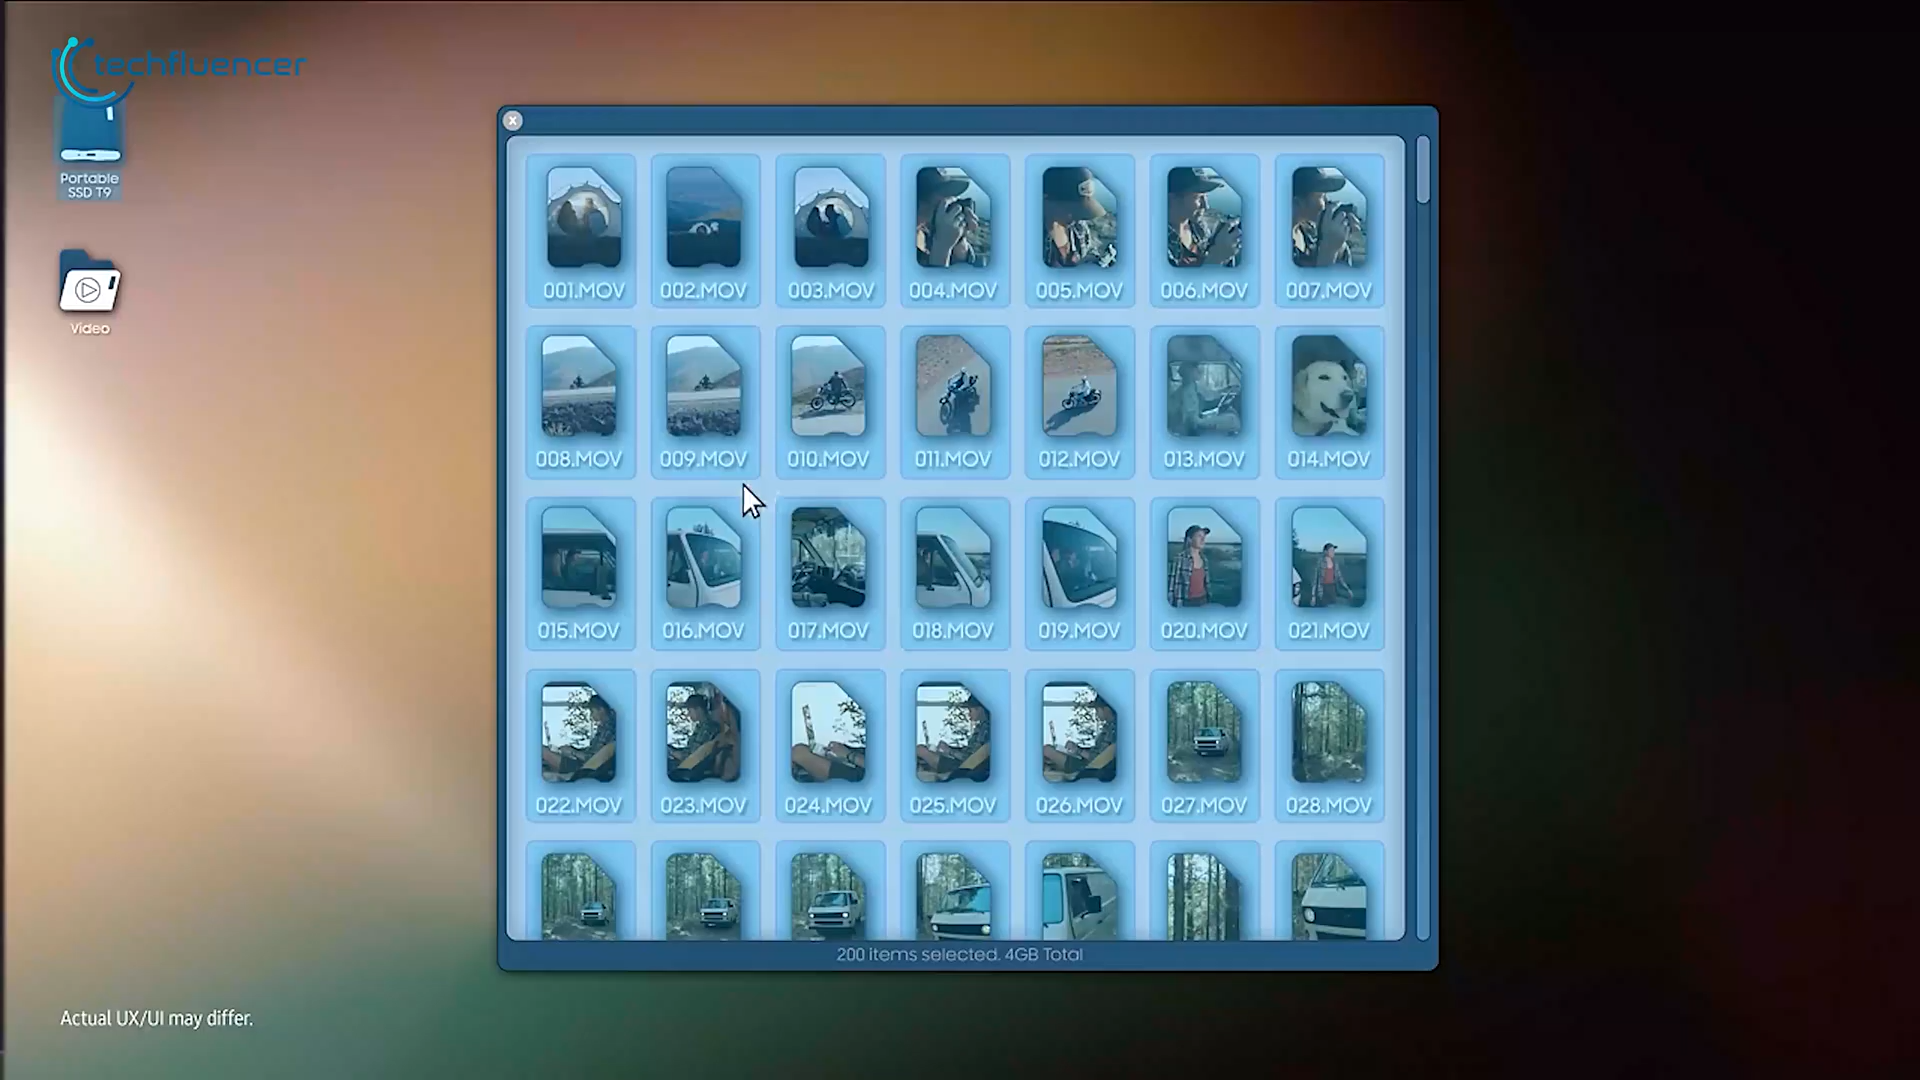 techfluencer
Portable
SSD T9
Video
x
001.MOV 002.MOV 003.MOV 004.MOV 005.MOV 006.MOV 007.MOV
008.MOV 009.MOV 010.MOV 011.MOV 012.MOV 013.MOV 014.MOV
015.MOV 016.MOV 017.MOV 018.MOV 019.MOV 020.MOV 021.MOV
022.MOV 023.MOV 024.MOV 025.MOV 026.MOV 027.MOV 028.MOV
200 items selected. 4GB Total
Actual UX/UI may differ.